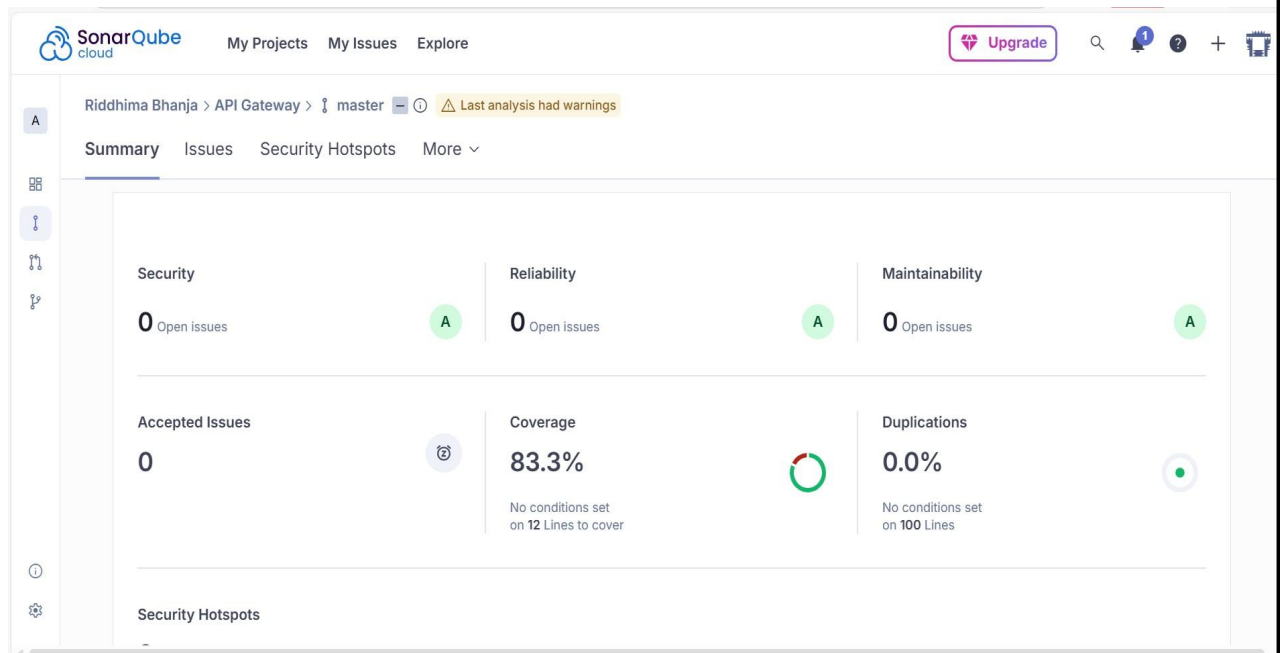 SonarQube cloud My Projects My Issues Explore Upgrade 1 ?
A Riddhima Bhanja > API Gateway > master – Last analysis had warnings
Summary Issues Security Hotspots More
Security Reliability Maintainability
0 Open issues A 0 Open issues A 0 Open issues A
Accepted Issues Coverage Duplications
0 83.3% 0.0%
No conditions set No conditions set
on 12 Lines to cover on 100 Lines
Security Hotspots